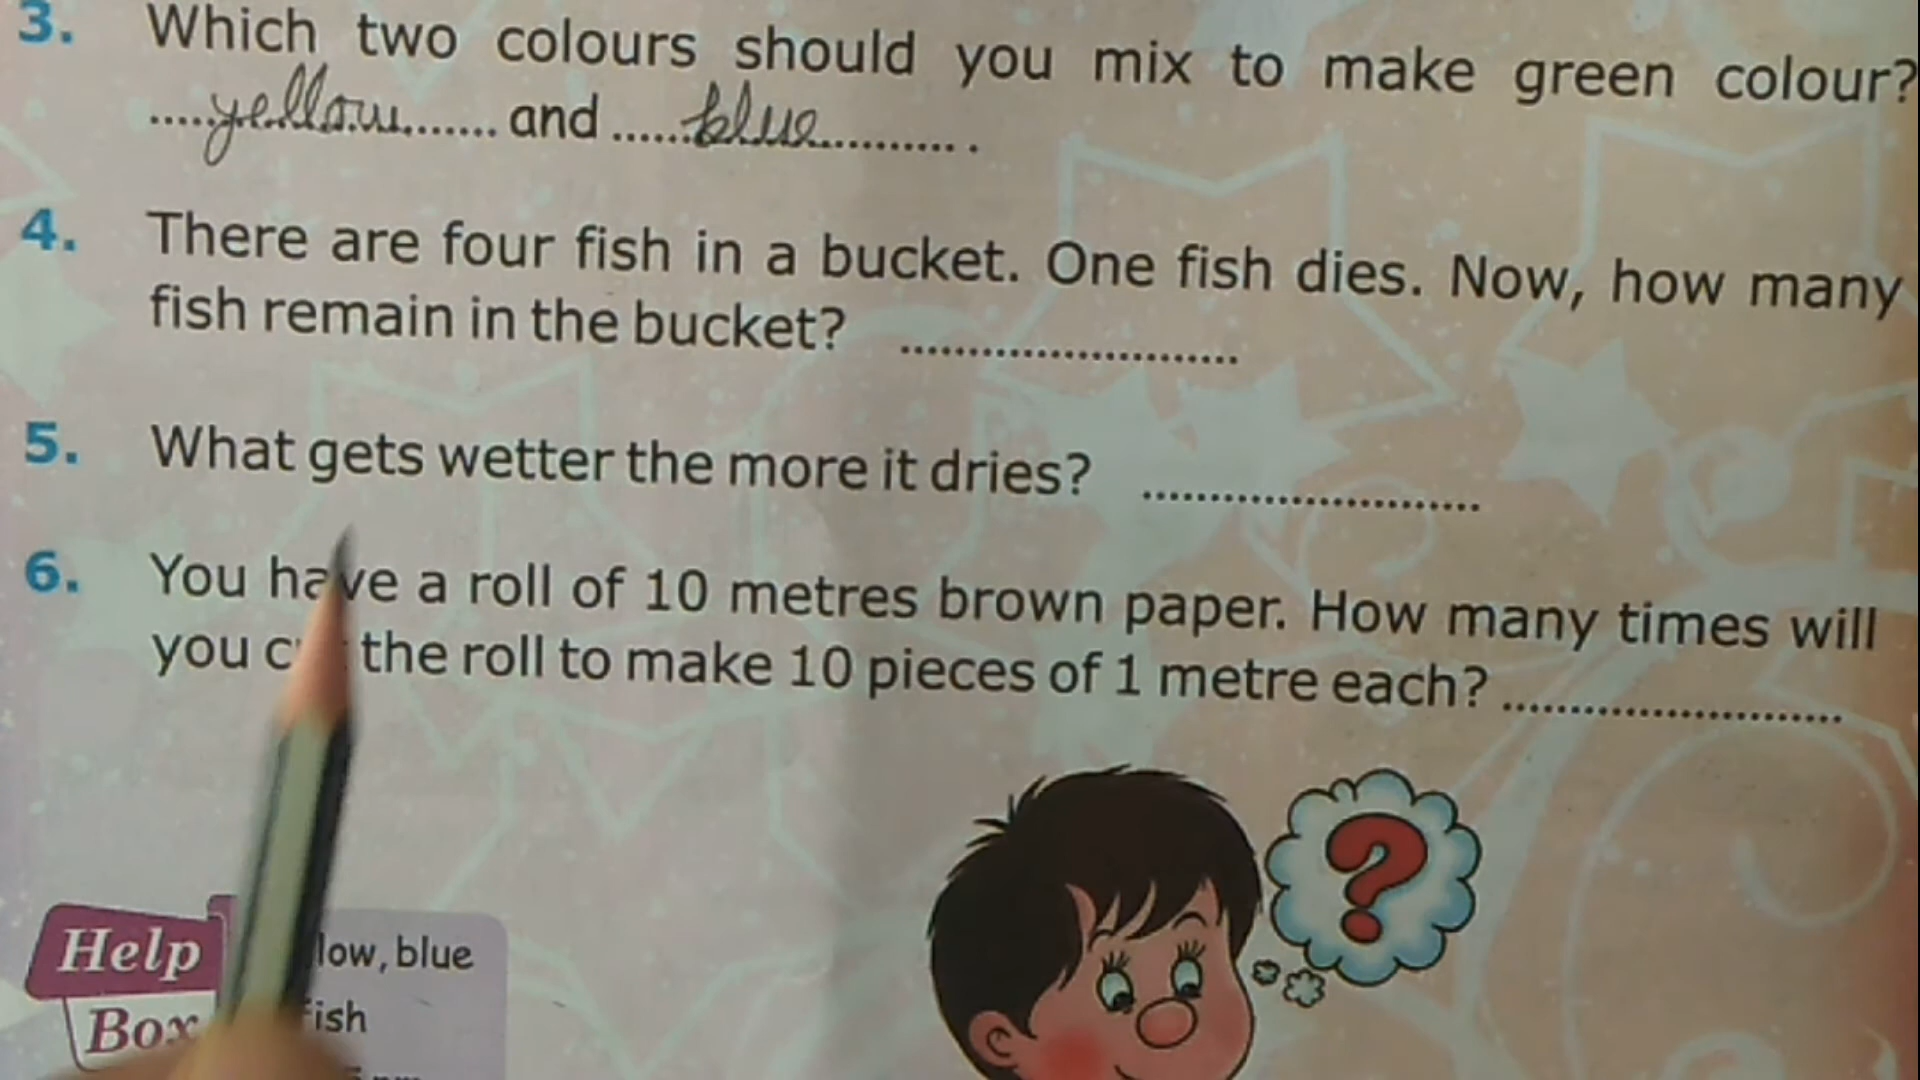 3. Which two colours should you mix to make green colour?
.....yellow....... and ......blue........... .
4. There are four fish in a bucket. One fish dies. Now, how many
fish remain in the bucket? .........................
5. What gets wetter the more it dries? .........................
6. You have a roll of 10 metres brown paper. How many times will
you the roll to make 10 pieces of 1 metre each? .........................
?
Help low, blue
Box ish